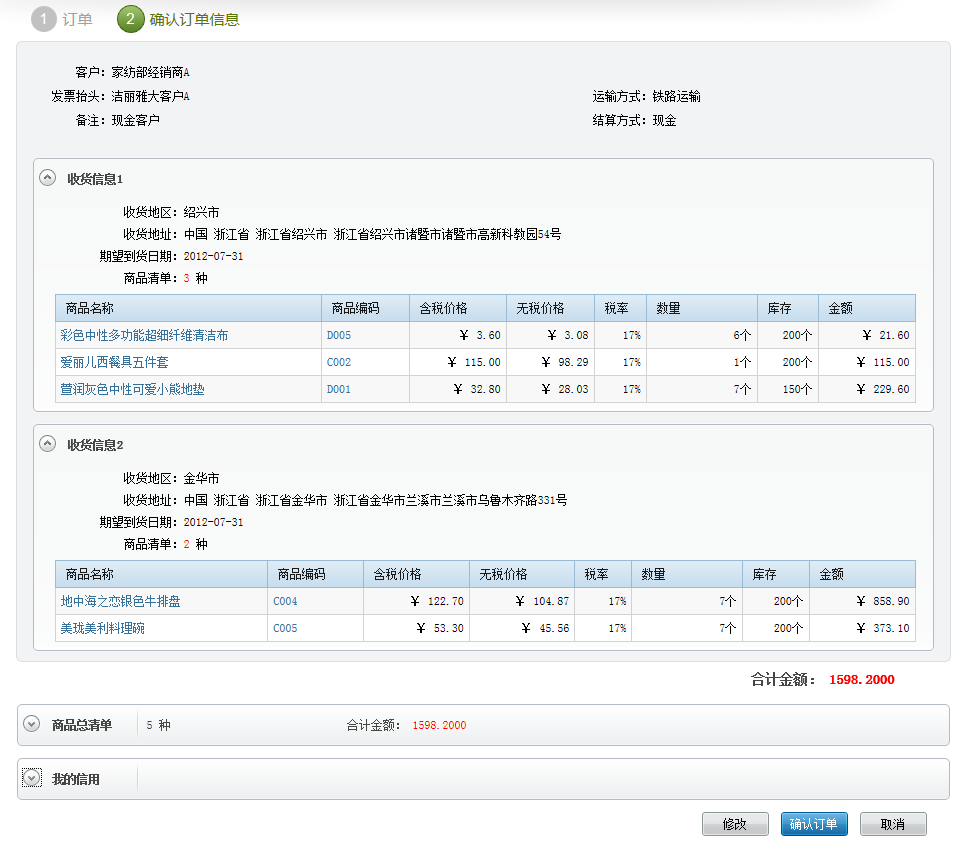 1 订单 2 确认订单信息
客户: 家纺部经销商A
发票抬头: 洁丽雅大客户A 运输方式: 铁路运输
备注: 现金客户 结算方式: 现金
收货信息1
收货地区: 绍兴市
收货地址: 中国 浙江省 浙江省绍兴市 浙江省绍兴市诸暨市诸暨市高新科教园54号
期望到货日期: 2012-07-31
商品清单: 3 种
商品名称 商品编码 含税价格 无税价格 税率 数量 库存 金额
彩色中性多功能超细纤维清洁布 D005 ¥ 3.60 ¥ 3.08 17% 6个 200个 ¥ 21.60
爱丽儿西餐具五件套 C002 ¥ 115.00 ¥ 98.29 17% 1个 200个 ¥ 115.00
萱润灰色中性可爱小熊地垫 D001 ¥ 32.80 ¥ 28.03 17% 7个 150个 ¥ 229.60
收货信息2
收货地区: 金华市
收货地址: 中国 浙江省 浙江省金华市 浙江省金华市兰溪市兰溪市乌鲁木齐路331号
期望到货日期: 2012-07-31
商品清单: 2 种
商品名称 商品编码 含税价格 无税价格 税率 数量 库存 金额
地中海之恋银色牛排盘 C004 ¥ 122.70 ¥ 104.87 17% 7个 200个 ¥ 858.90
美珑美利料理碗 C005 ¥ 53.30 ¥ 45.56 17% 7个 200个 ¥ 373.10
合计金额: 1598.2000
商品总清单 5 种 合计金额: 1598.2000
我的信用
修改 确认订单 取消